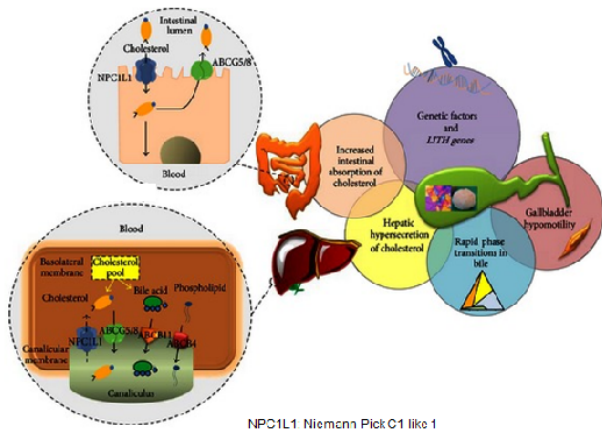 Intestinal
lumen
Cholesterol
ABCG5/8
NPC1L1
Blood
Increased
intestinal
absorption of
cholesterol
Genetic factors
and
LITH genes
Gallbladder
hypomotility
Hepatic
hypersecretion
of cholesterol
Rapid phase
transitions in
bile
Blood
Basolateral
membrane
Cholesterol
pool
Cholesterol
Bile acid
Phospholipid
NPC1L1
ABCG5/8
ABCB11
ABCB4
Canalicular
membrane
Canaliculus
NPC1L1 Niemann Pick C1 like 1